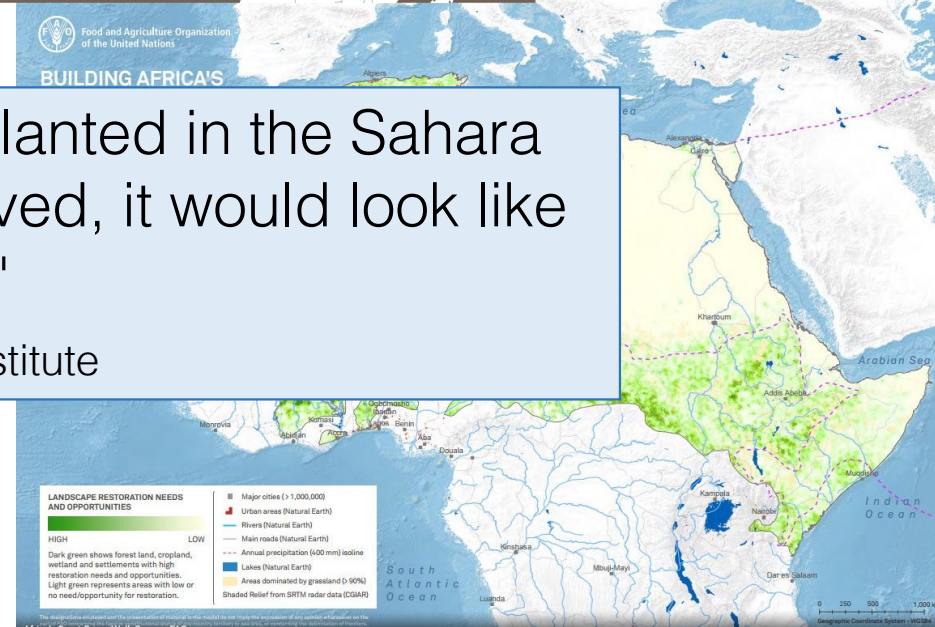 Food and Agriculture Organization
of the United Nations
BUILDING AFRICA'S
Algiers
lanted in the Sahara
ved, it would look like
"
stitute
Alexandria
Cairo
Khartoum
Arabian Sea
Addis Ababa
Monrovia
Abidjan
Kumasi
Accra
Ogbomosho
Ibadan
Lagos
Benin
Aba
Douala
Mogadishu
Indian
Ocean
Kampala
Nairobi
Kinshasa
Mbuji-Mayi
Dar es Salaam
Luanda
South
Atlantic
Ocean
LANDSCAPE RESTORATION NEEDS
AND OPPORTUNITIES
HIGH LOW
Dark green shows forest land, cropland,
wetland and settlements with high
restoration needs and opportunities.
Light green represents areas with low or
no need/opportunity for restoration.
Major cities (> 1,000,000)
Urban areas (Natural Earth)
Rivers (Natural Earth)
Main roads (Natural Earth)
Annual precipitation (400 mm) isoline
Lakes (Natural Earth)
Areas dominated by grassland (> 90%)
Shaded Relief from SRTM radar data (CGIAR)
0 250 500 1,000
Geographic Coordinate System - WGS84